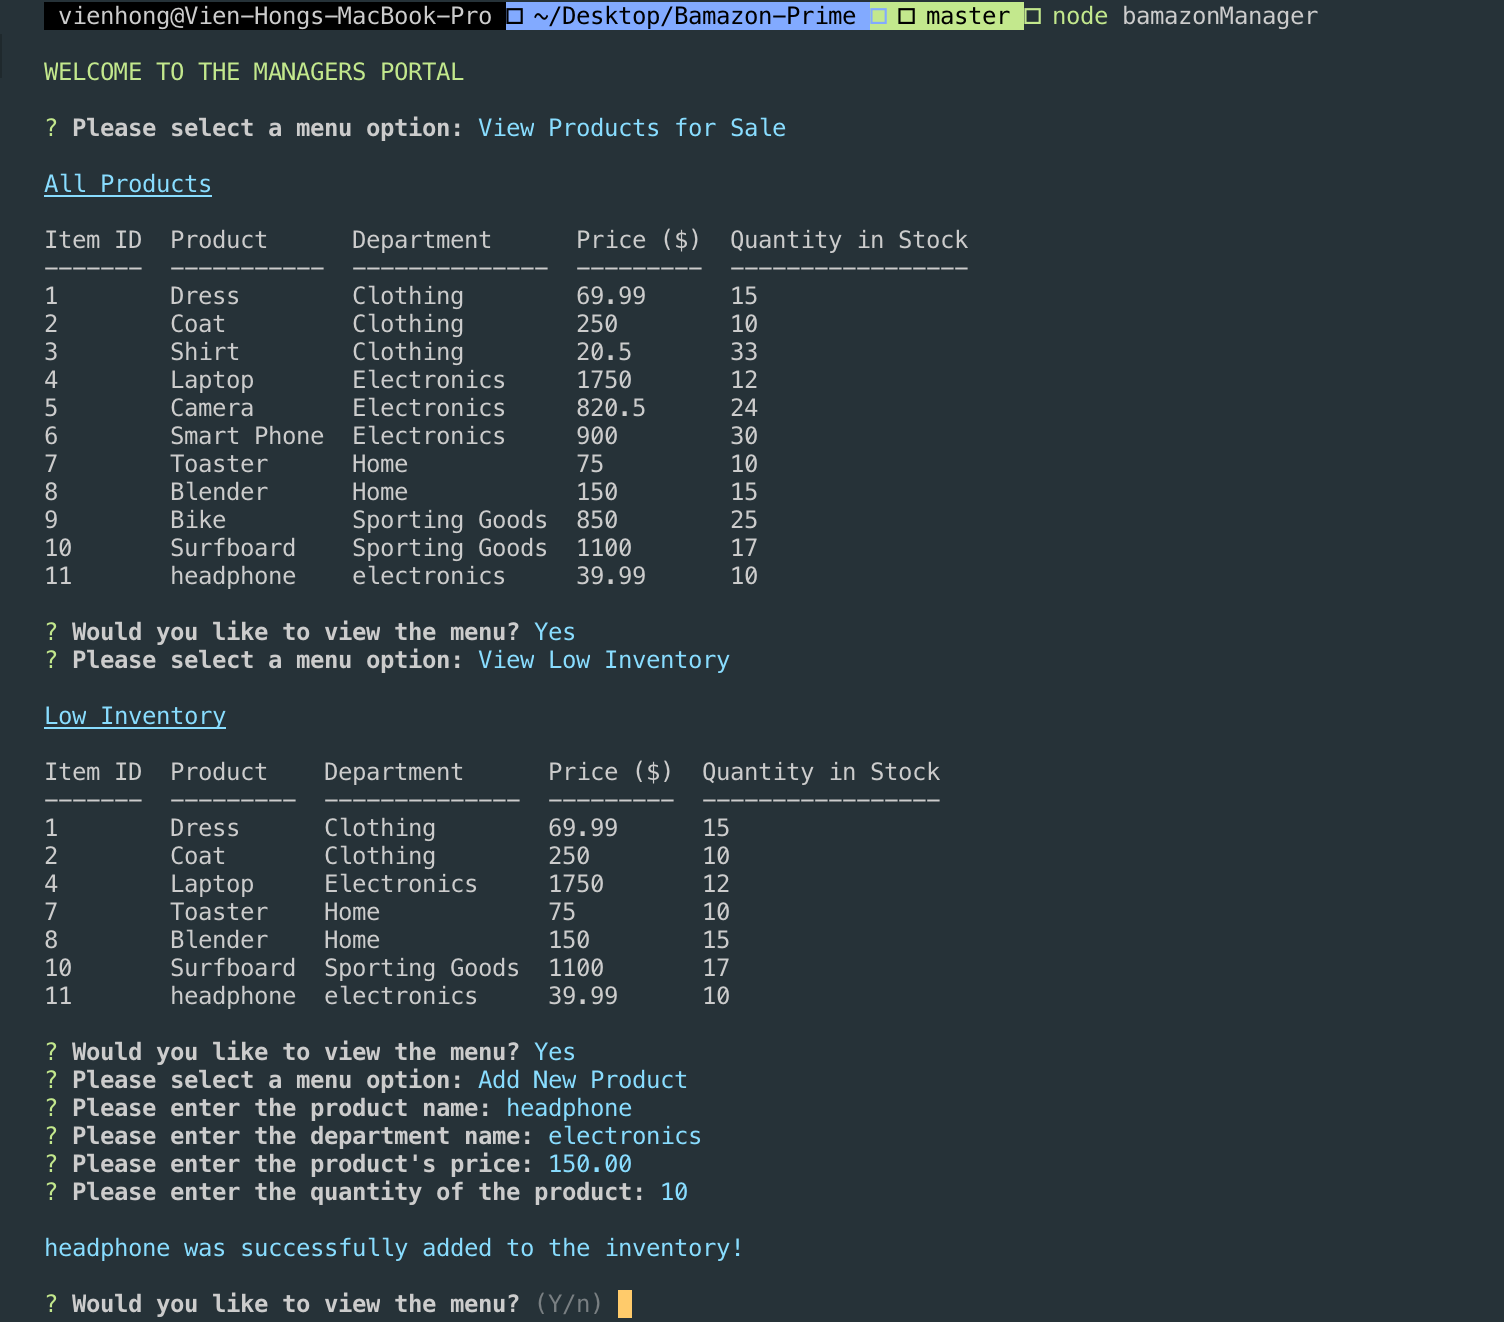 vienhong@Vien-Hongs-MacBook-Pro ~/Desktop/Bamazon-Prime master node bamazonManager
WELCOME TO THE MANAGERS PORTAL
? Please select a menu option: View Products for Sale
All Products
Item ID  Product      Department      Price ($)  Quantity in Stock
-------  -----------  --------------  ---------  -----------------
1        Dress        Clothing        69.99      15
2        Coat         Clothing        250        10
3        Shirt        Clothing        20.5       33
4        Laptop       Electronics     1750       12
5        Camera       Electronics     820.5      24
6        Smart Phone  Electronics     900        30
7        Toaster      Home            75         10
8        Blender      Home            150        15
9        Bike         Sporting Goods  850        25
10       Surfboard    Sporting Goods  1100       17
11       headphone    electronics     39.99      10
? Would you like to view the menu? Yes
? Please select a menu option: View Low Inventory
Low Inventory
Item ID  Product    Department      Price ($)  Quantity in Stock
-------  ---------  --------------  ---------  -----------------
1        Dress      Clothing        69.99      15
2        Coat       Clothing        250        10
4        Laptop     Electronics     1750       12
7        Toaster    Home            75         10
8        Blender    Home            150        15
10       Surfboard  Sporting Goods  1100       17
11       headphone  electronics     39.99      10
? Would you like to view the menu? Yes
? Please select a menu option: Add New Product
? Please enter the product name: headphone
? Please enter the department name: electronics
? Please enter the product's price: 150.00
? Please enter the quantity of the product: 10
headphone was successfully added to the inventory!
? Would you like to view the menu? (Y/n)